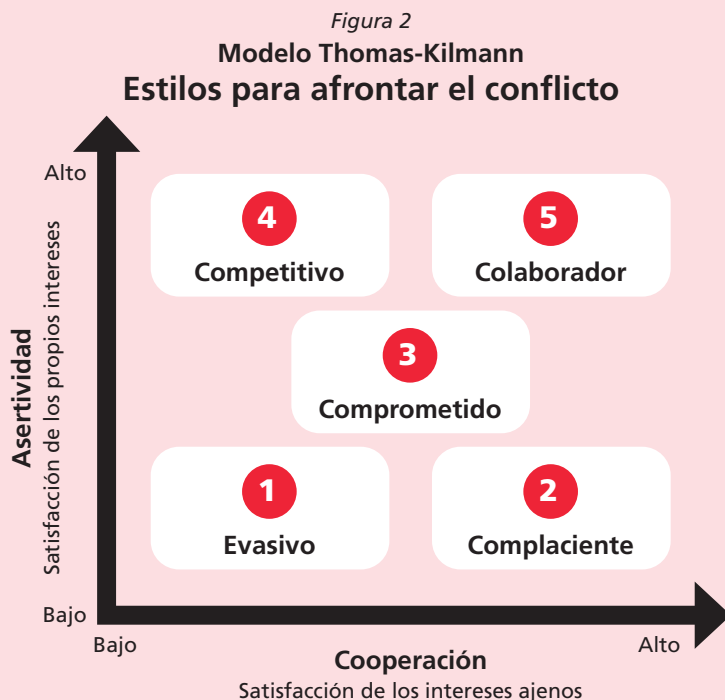 Figura 2
Modelo Thomas-Kilmann
Estilos para afrontar el conflicto
Alto
Asertividad
Satisfacción de los propios intereses
4
Competitivo
5
Colaborador
3
Comprometido
1
Evasivo
2
Complaciente
Bajo
Bajo
Alto
Cooperación
Satisfacción de los intereses ajenos